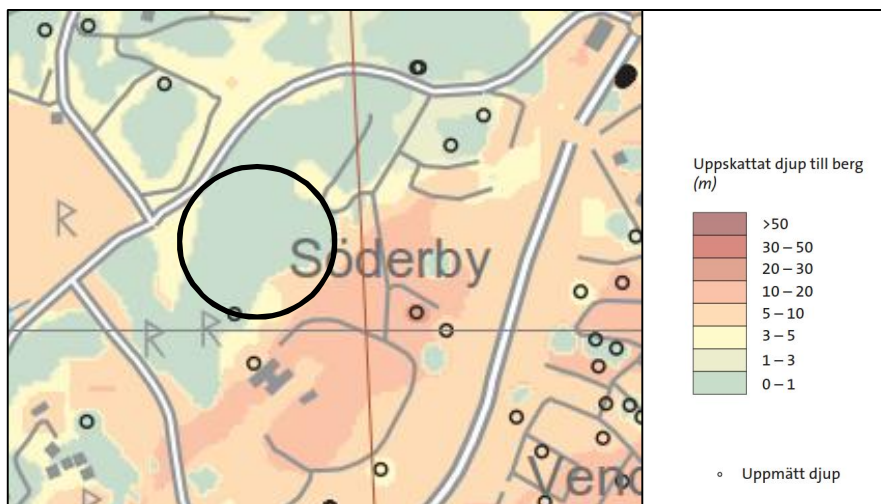 Söderby
Vend
Uppskattat djup till berg
(m)
>50
30 – 50
20 – 30
10 – 20
5 – 10
3 – 5
1 – 3
0 – 1
Uppmätt djup